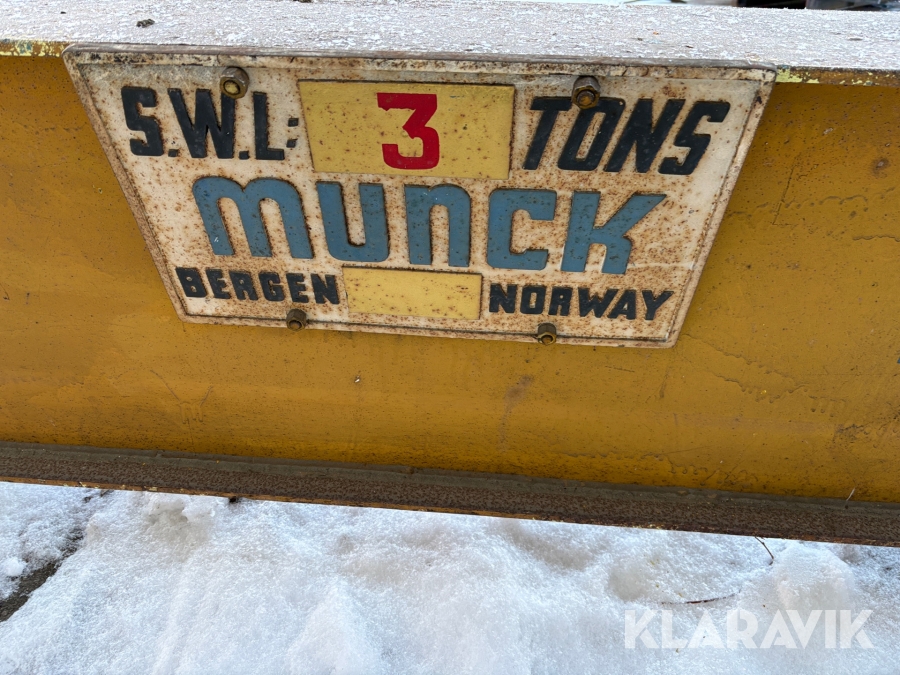 S.W.L: 3 TONS
MUNCK
BERGEN NORWAY
KLARAVIK